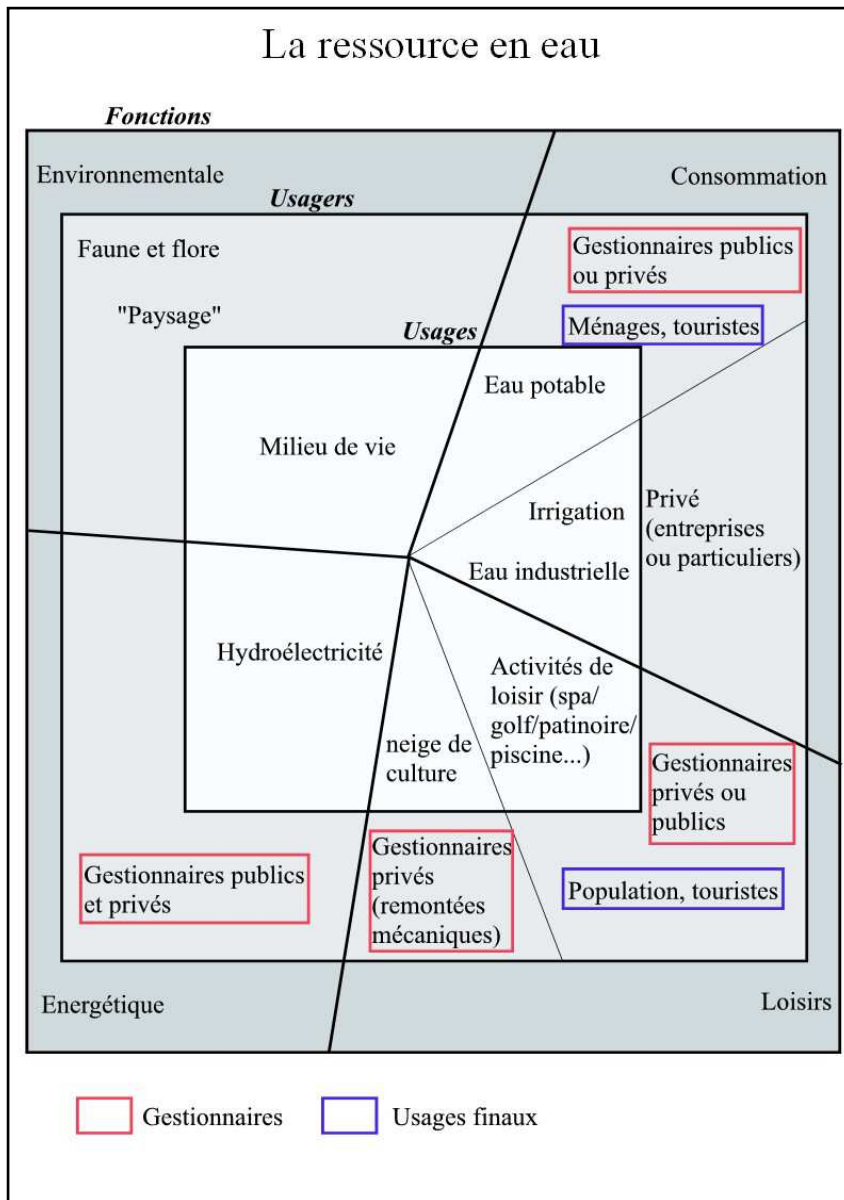 La ressource en eau
Fonctions
Environnementale
Consommation
Usagers
Faune et flore
Gestionnaires publics
ou privés
"Paysage"
Ménages, touristes
Usages
Eau potable
Milieu de vie
Irrigation
Privé
(entreprises
ou particuliers)
Eau industrielle
Hydroélectricité
Activités de
loisir (spa/
golf/patinoire/
piscine...)
neige de
culture
Gestionnaires
privés ou
publics
Gestionnaires publics
et privés
Gestionnaires
privés
(remontées
mécaniques)
Population, touristes
Energétique
Loisirs
Gestionnaires
Usages finaux